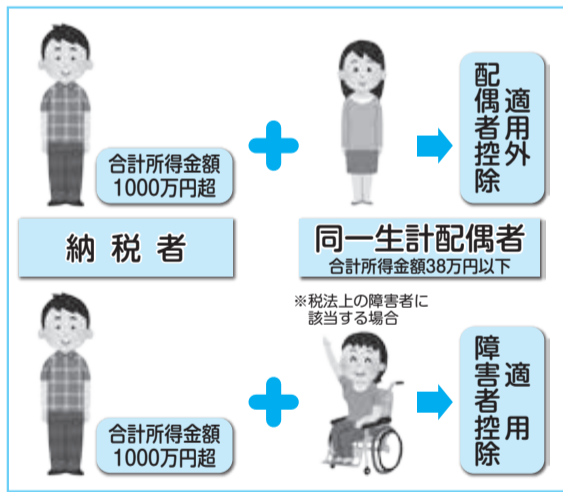 合計所得金額
1000万円超
配偶者控除
適用外
納税者
同一生計配偶者
合計所得金額38万円以下
※税法上の障害者に
該当する場合
合計所得金額
1000万円超
障害者控除
適用